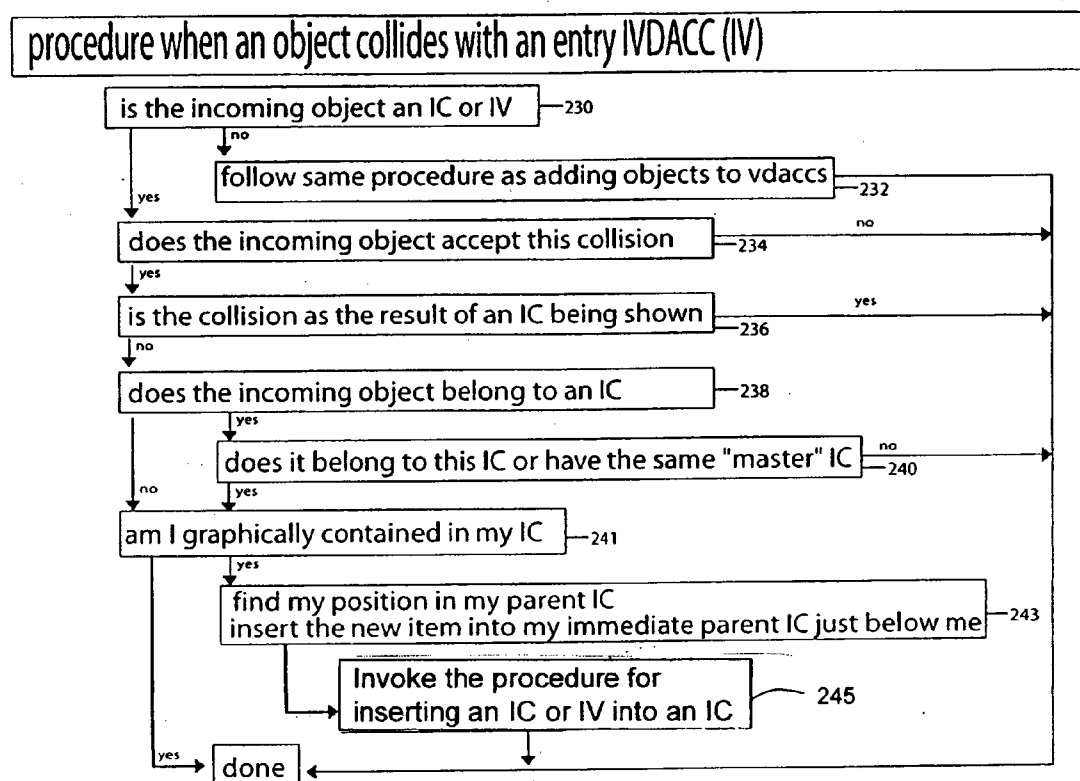 procedure when an object collides with an entry IVDACC (IV)
is the incoming object an IC or IV
230
no
follow same procedure as adding objects to vdaccs
232
yes
does the incoming object accept this collision
234
no
yes
is the collision as the result of an IC being shown
236
yes
no
does the incoming object belong to an IC
238
yes
does it belong to this IC or have the same "master" IC
240
no
no
yes
am I graphically contained in my IC
241
yes
find my position in my parent IC
insert the new item into my immediate parent IC just below me
243
Invoke the procedure for
inserting an IC or IV into an IC
245
yes
done